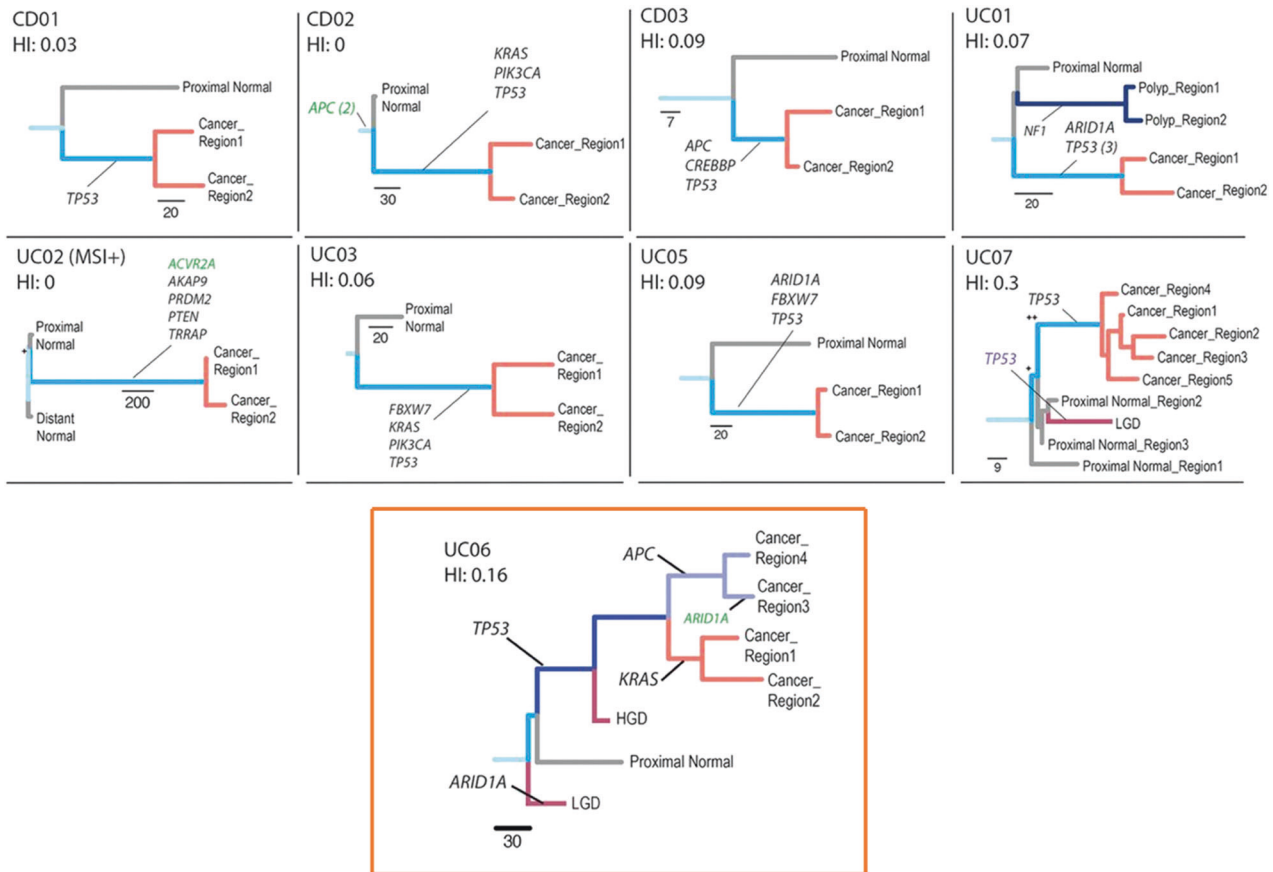 CD01
HI: 0.03
Proximal Normal
Cancer_
Region1
Cancer_
Region2
TP53
20
CD02
HI: 0
KRAS
PIK3CA
TP53
Proximal
Normal
APC (2)
Cancer_Region1
Cancer_Region2
30
CD03
HI: 0.09
Proximal Normal
7
Cancer_Region1
APC
CREBBP
TP53
Cancer_Region2
UC01
HI: 0.07
Proximal Normal
Polyp_Region1
Polyp_Region2
NF1
ARID1A
TP53 (3)
Cancer_Region1
Cancer_Region2
20
UC02 (MSI+)
HI: 0
ACVR2A
AKAP9
PRDM2
PTEN
TRRAP
Proximal
Normal
+
Cancer_
Region1
200
Cancer_
Region2
Distant
Normal
UC03
HI: 0.06
20
Proximal
Normal
Cancer_
Region1
Cancer_
Region2
FBXW7
KRAS
PIK3CA
TP53
UC05
HI: 0.09
ARID1A
FBXW7
TP53
Proximal Normal
Cancer_Region1
20
Cancer_Region2
UC07
HI: 0.3
TP53
Cancer_Region4
++
Cancer_Region1
Cancer_Region2
TP53
+
Cancer_Region3
Cancer_Region5
Proximal Normal_Region2
LGD
Proximal Normal_Region3
9
Proximal Normal_Region1
UC06
HI: 0.16
APC
Cancer_
Region4
Cancer_
Region3
ARID1A
TP53
Cancer_
Region1
KRAS
Cancer_
Region2
HGD
Proximal Normal
ARID1A
LGD
30